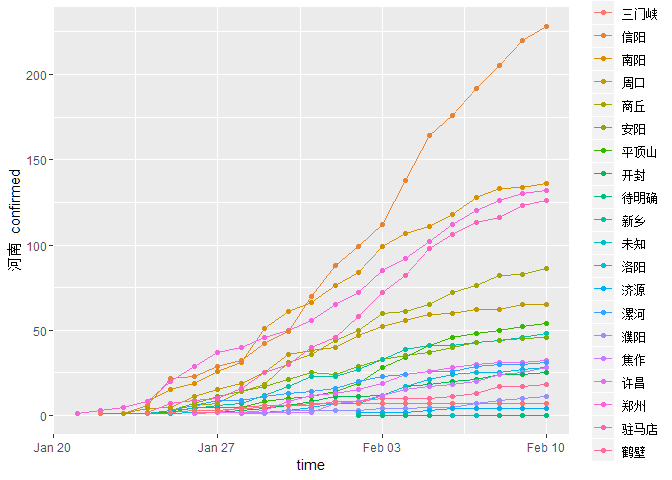 200
150
100
50
0
河南 confirmed
Jan 20
Jan 27
Feb 03
Feb 10
time
三门峡
信阳
南阳
周口
商丘
安阳
平顶山
开封
待明确
新乡
未知
洛阳
济源
漯河
濮阳
焦作
许昌
郑州
驻马店
鹤壁